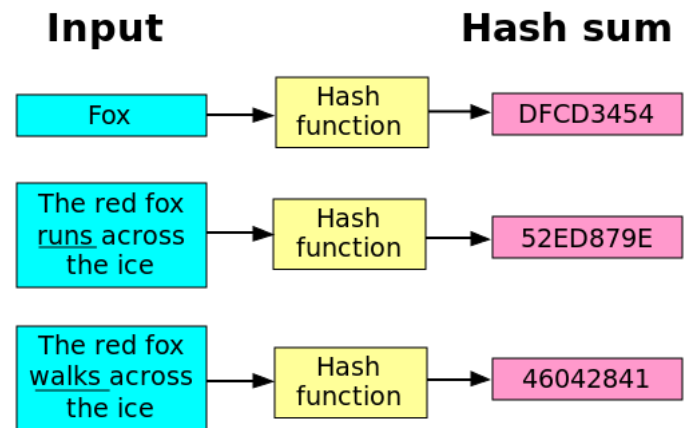 Input
Hash sum
Fox
Hash
function
DFCD3454
The red fox
runs across
the ice
Hash
function
52ED879E
The red fox
walks across
the ice
Hash
function
46042841